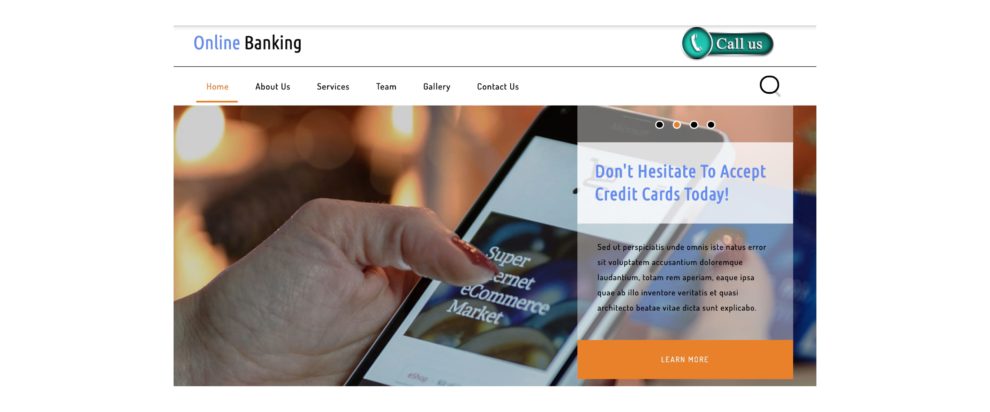 Online Banking
Call us
Home About Us Services Team Gallery Contact Us
Don't Hesitate To Accept
Credit Cards Today!
Sed ut perspiciatis unde omnis iste natus error
sit voluptatem accusantium doloremque
laudantium, totam rem aperiam, eaque ipsa
quae ab illo inventore veritatis et quasi
architecto beatae vitae dicta sunt explicabo.
LEARN MORE
Super
eCommerce
Market